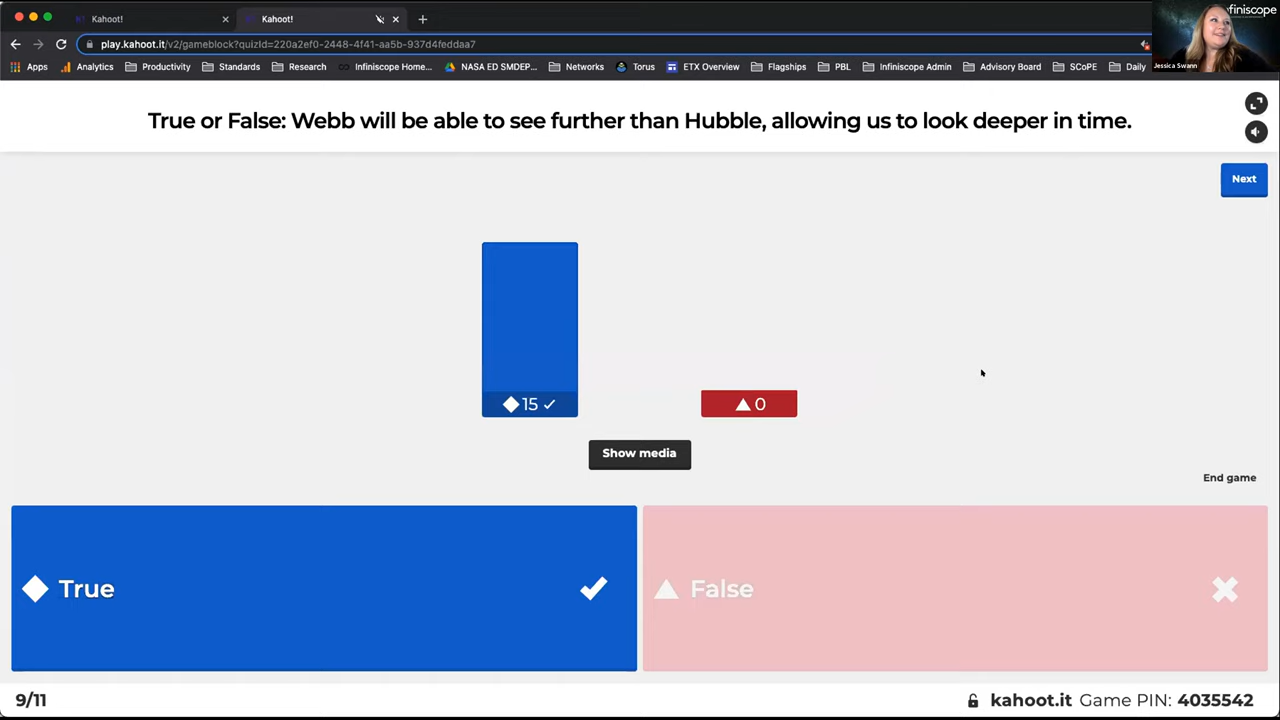 Kahoot!
Kahoot!
play.kahoot.it/v2/gameblock?quizId=220a2ef0-2448-4f41-aa5b-937d4feddaa7
Apps Analytics Productivity Standards Research Infiniscope Home... NASA ED SMDEP... Networks Torus ETX Overview Flagships PBL Infiniscope Admin Advisory Board SCoPE Daily
nfiniscope
Jessica Swann
True or False: Webb will be able to see further than Hubble, allowing us to look deeper in time.
Next
15
0
Show media
End game
True
False
9/11
kahoot.it Game PIN: 4035542